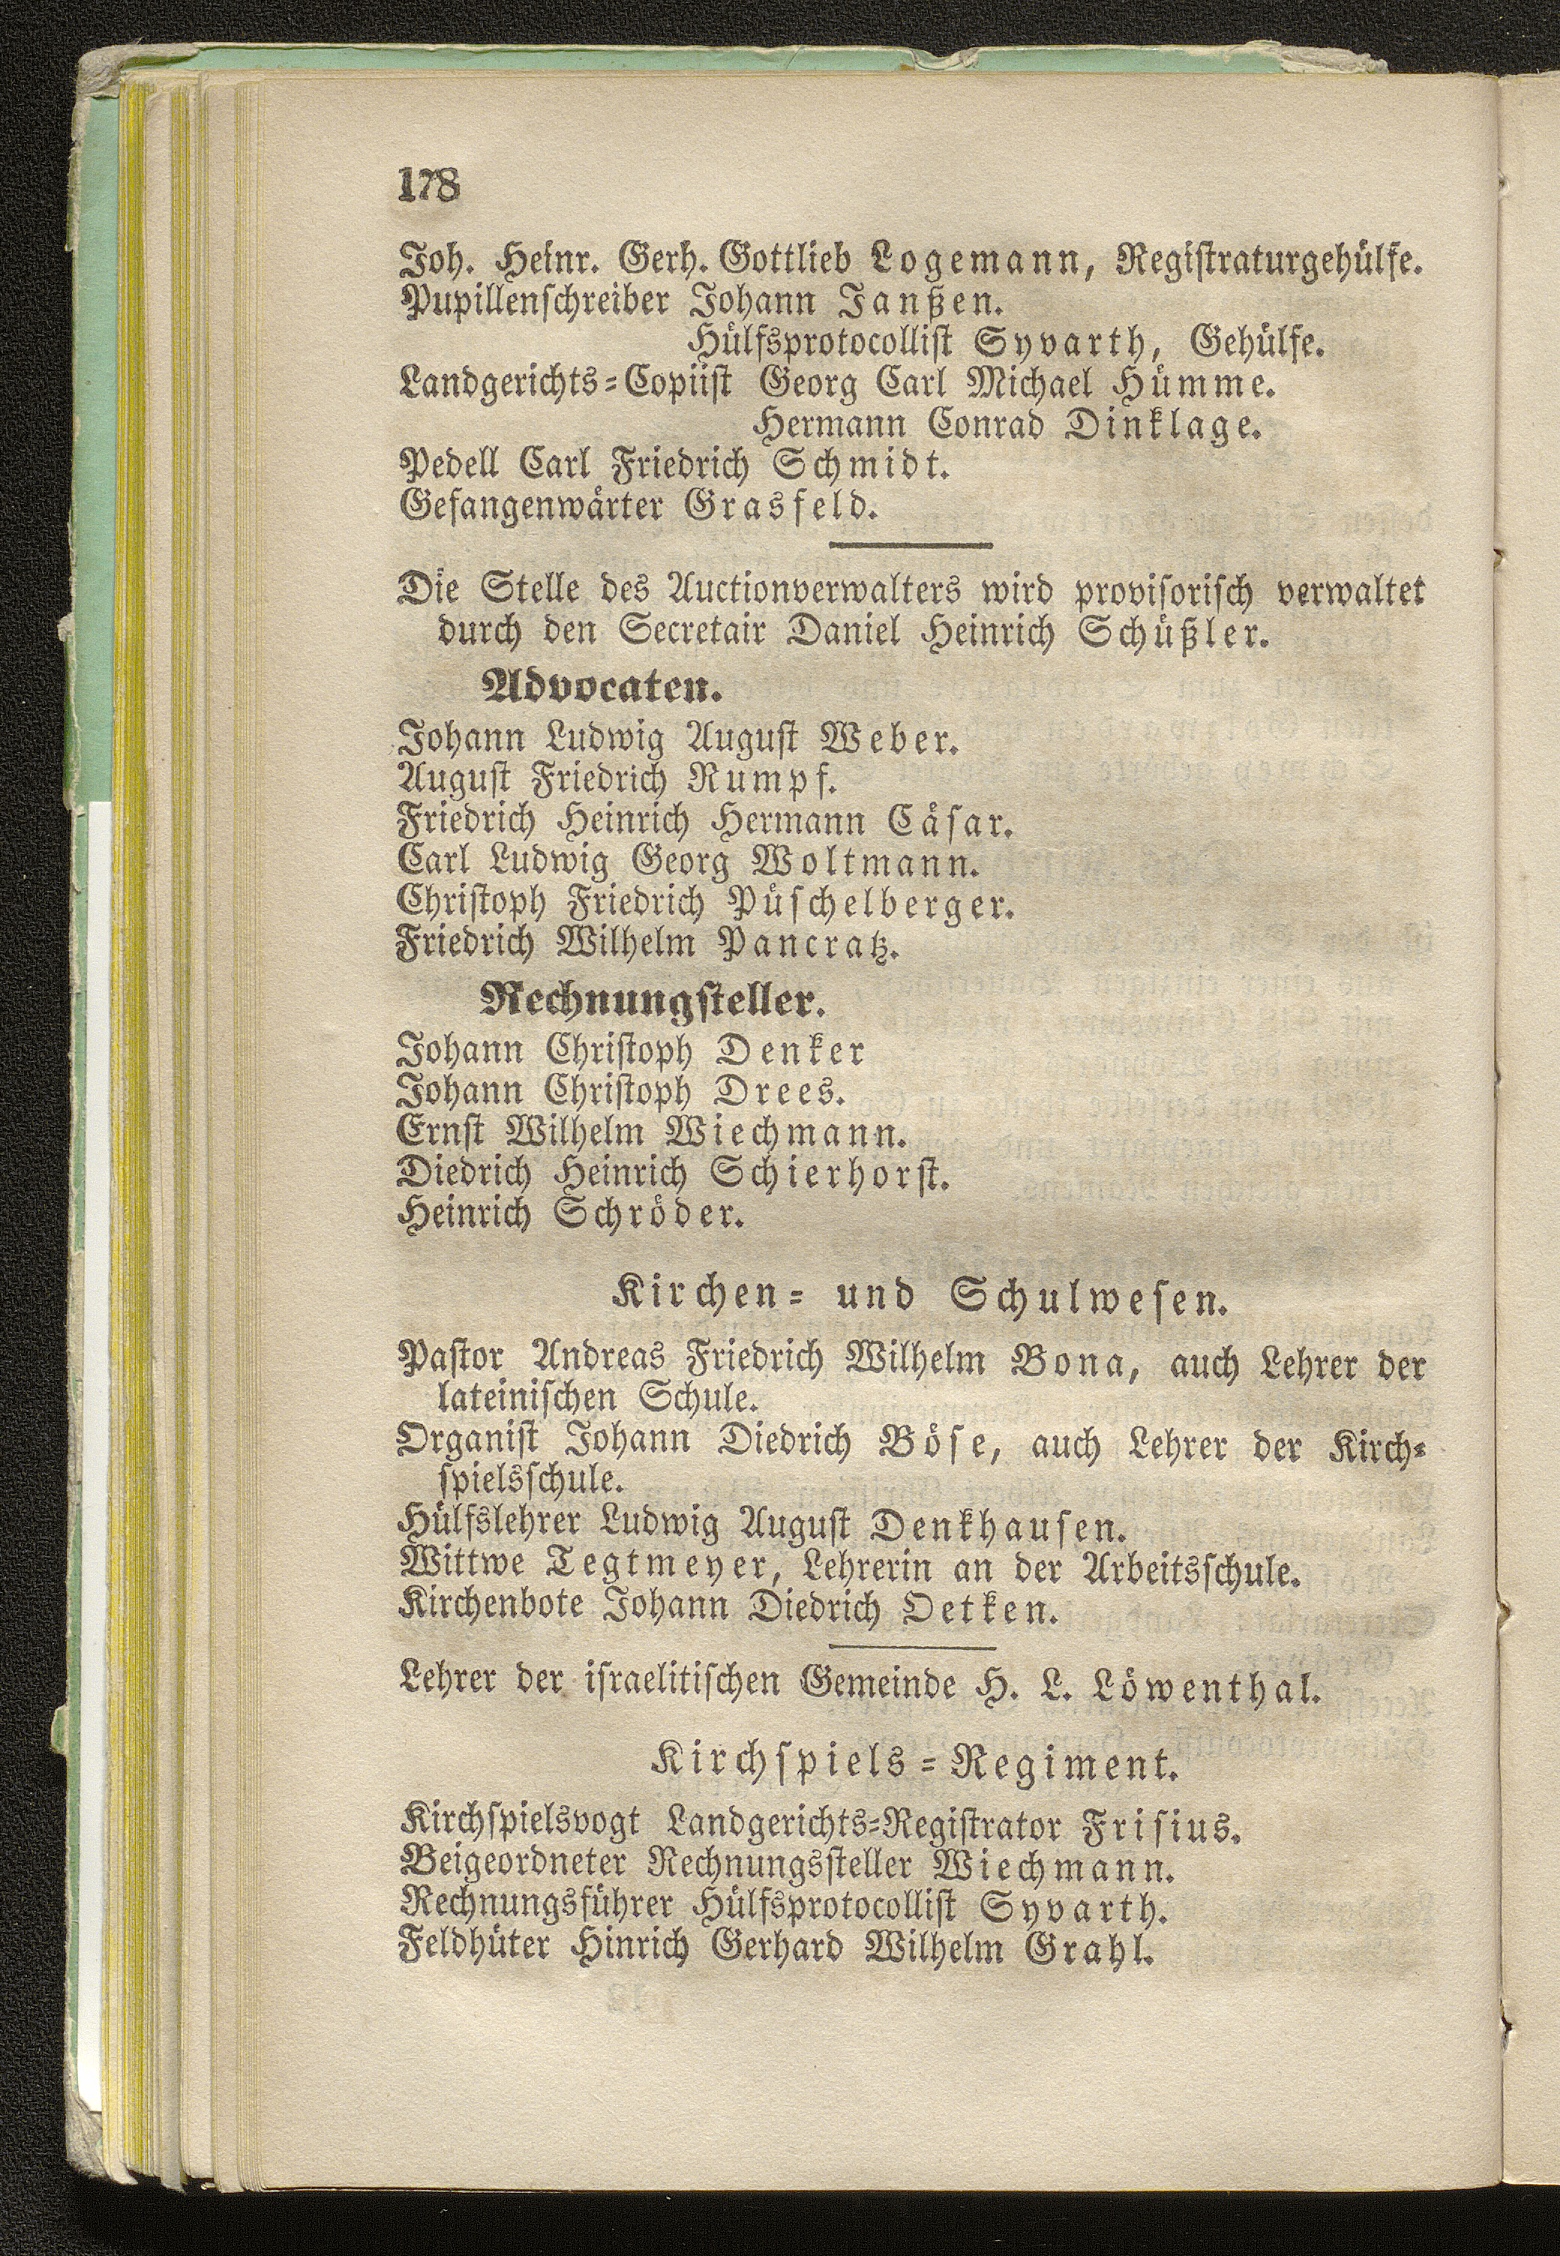 178
Joh. Heinr. Gerh. Gottlieb Logemann, Registraturgehülfe.
Pupillenschreiber Johann Janßen.
Hülfsprotocollist Syvarth, Gehülfe.
Landgerichts=Copiist Georg Carl Michael Hümme.
Hermann Conrad Dinklage.
Pedell Carl Friedrich Schmidt.
Gefangenwärter Grasfeld.
Die Stelle des Auctionverwalters wird provisorisch verwaltet
durch den Secretair Daniel Heinrich Schüßler.
Advocaten.
Johann Ludwig August Weber.
August Friedrich Rumpf.
Friedrich Heinrich Hermann Cäsar.
Carl Ludwig Georg Woltmann.
Christoph Friedrich Püschelberger.
Friedrich Wilhelm Pancratz.
Rechnungsteller.
Johann Christoph Denker
Johann Christoph Drees.
Ernst Wilhelm Wiechmann.
Diedrich Heinrich Schierhorst.
Heinrich Schröder.
Kirchen= und Schulwesen.
Pastor Andreas Friedrich Wilhelm Bona, auch Lehrer der
lateinischen Schule.
Organist Johann Diedrich Böse, auch Lehrer der Kirch=
spielsschule.
Hülfslehrer Ludwig August Denkhausen.
Wittwe Tegtmeyer, Lehrerin an der Arbeitsschule.
Kirchenbote Johann Diedrich Oetken.
Lehrer der israelitischen Gemeinde H. L. Löwenthal.
Kirchspiels=Regiment.
Kirchspielsvogt Landgerichts=Registrator Frisius.
Beigeordneter Rechnungssteller Wiechmann.
Rechnungsführer Hülfsprotocollist Syvarth.
Feldhüter Hinrich Gerhard Wilhelm Grahl.